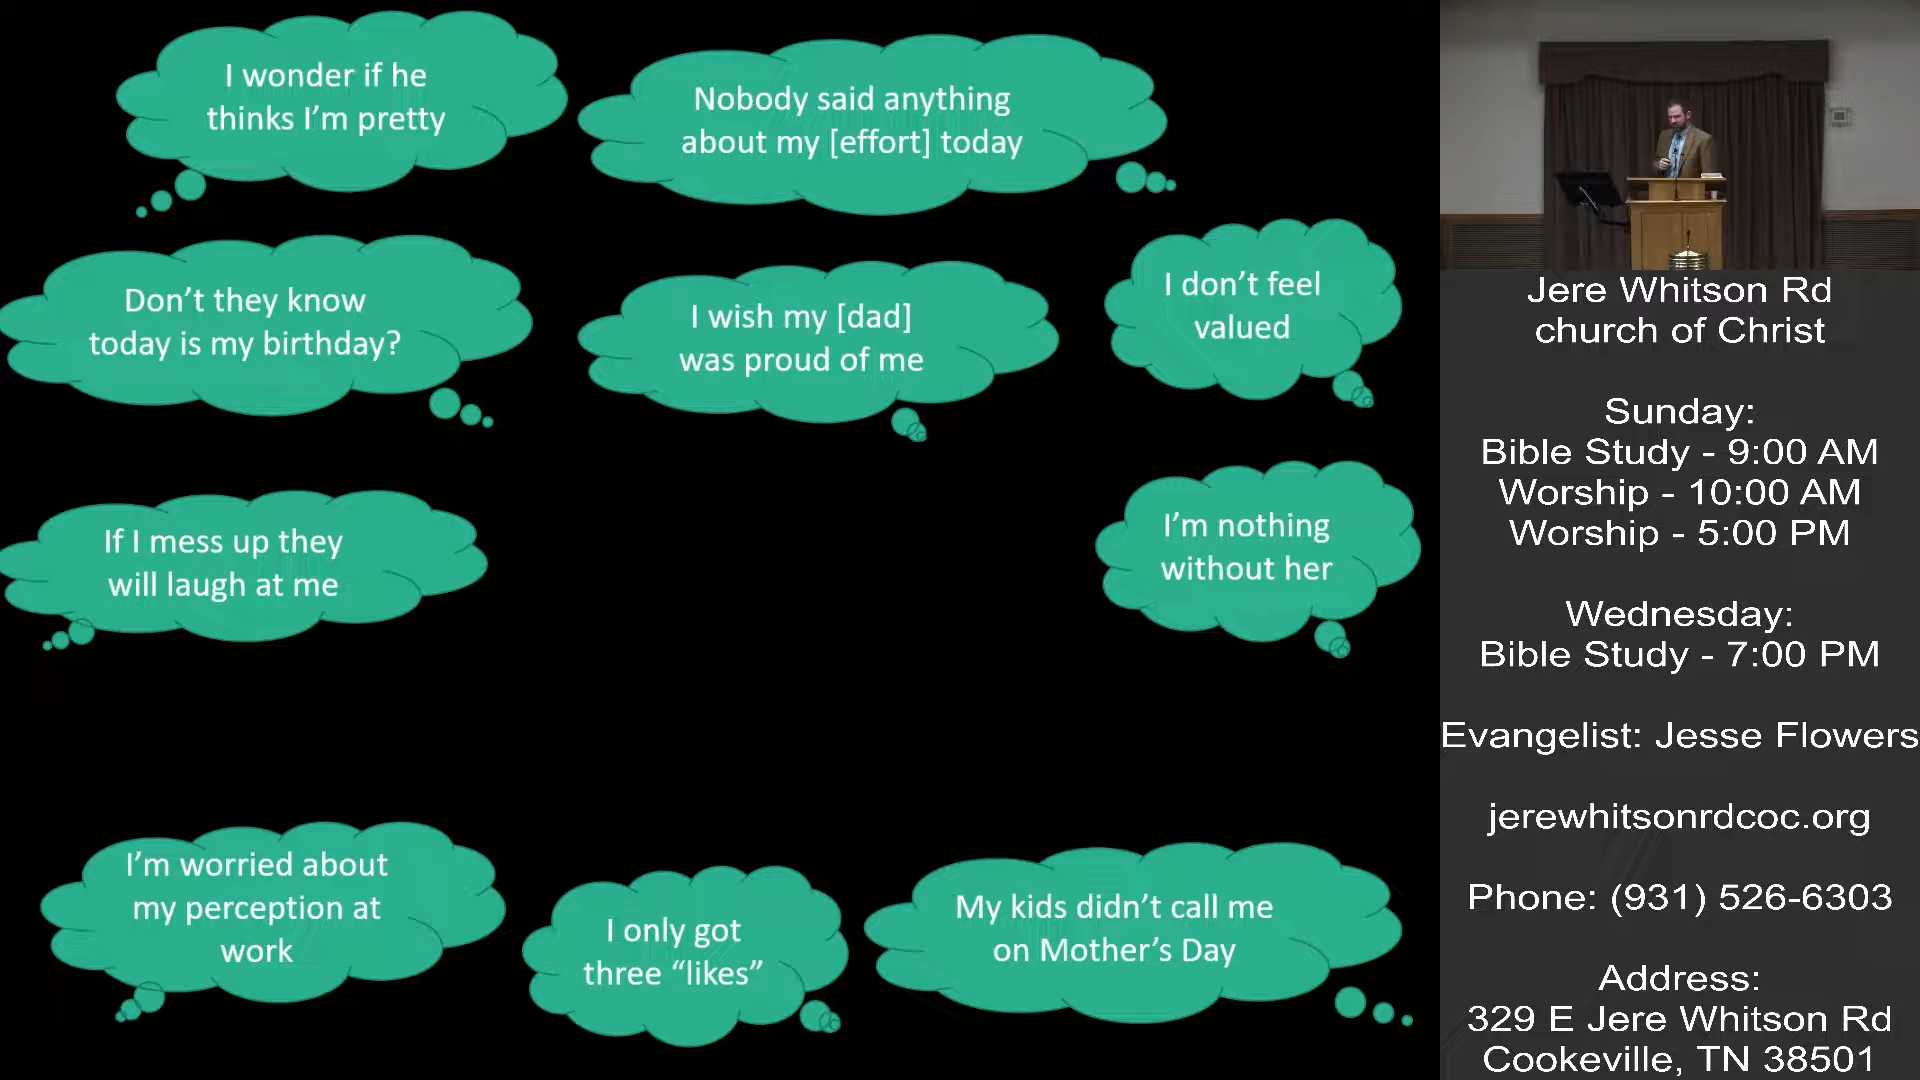 I wonder if he
thinks I'm pretty
Nobody said anything
about my [effort] today
Don't they know
today is my birthday?
I wish my [dad]
was proud of me
I don't feel
valued
If I mess up they
will laugh at me
I'm nothing
without her
I'm worried about
my perception at
work
I only got
three “likes”
My kids didn't call me
on Mother's Day
Jere Whitson Rd
church of Christ
Sunday:
Bible Study - 9:00 AM
Worship - 10:00 AM
Worship - 5:00 PM
Wednesday:
Bible Study - 7:00 PM
Evangelist: Jesse Flowers
jerewhitsonrdcoc.org
Phone: (931) 526-6303
Address:
329 E Jere Whitson Rd
Cookeville, TN 38501